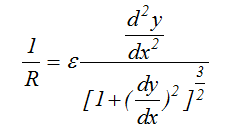 1/R = ε (d²y/dx²) / [1+(dy/dx)²]^(3/2)